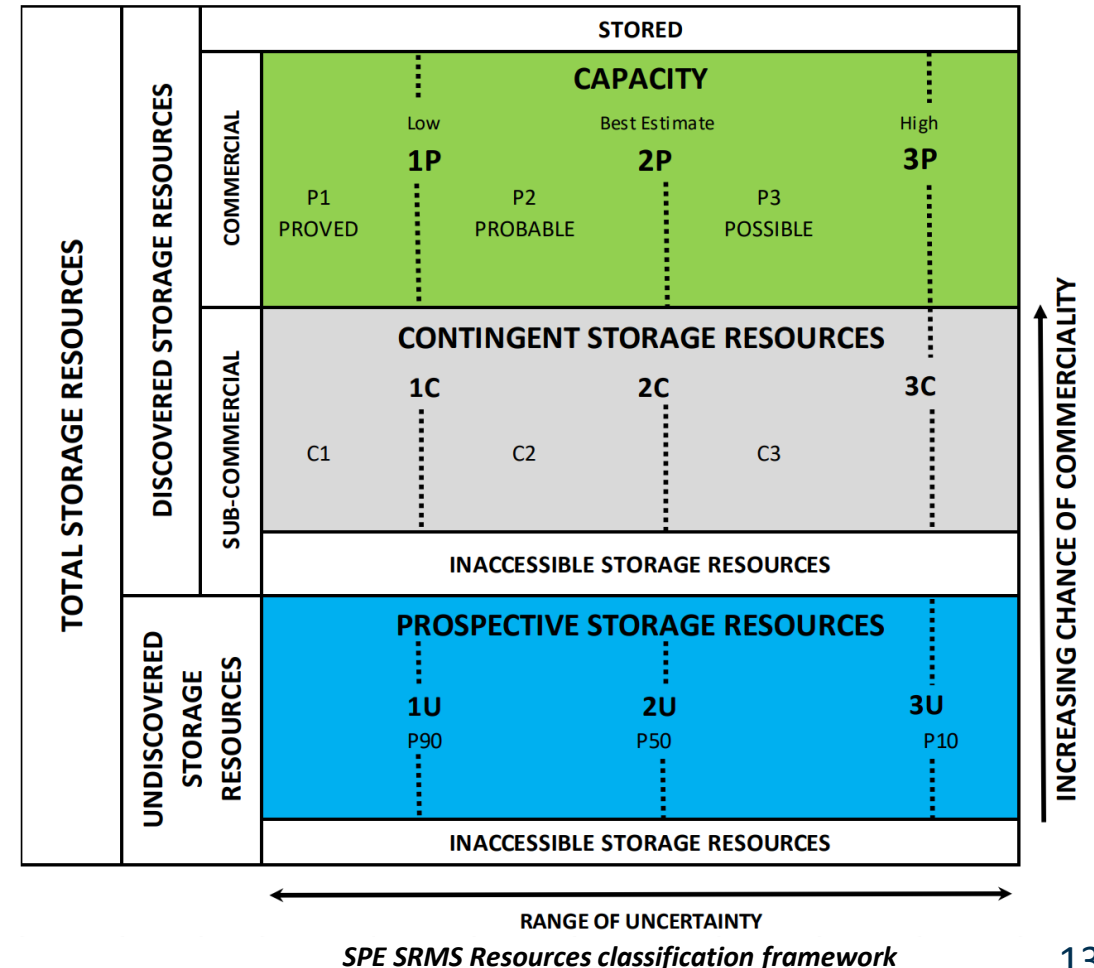 TOTAL STORAGE RESOURCES
DISCOVERED STORAGE RESOURCES
STORED
COMMERCIAL
CAPACITY
Low Best Estimate High
1P 2P 3P
P1 P2 P3
PROVED PROBABLE POSSIBLE
SUB-COMMERCIAL
CONTINGENT STORAGE RESOURCES
1C 2C 3C
C1 C2 C3
INACCESSIBLE STORAGE RESOURCES
UNDISCOVERED
STORAGE
RESOURCES
PROSPECTIVE STORAGE RESOURCES
1U 2U 3U
P90 P50 P10
INACCESSIBLE STORAGE RESOURCES
INCREASING CHANCE OF COMMERCIALITY
RANGE OF UNCERTAINTY
SPE SRMS Resources classification framework
13